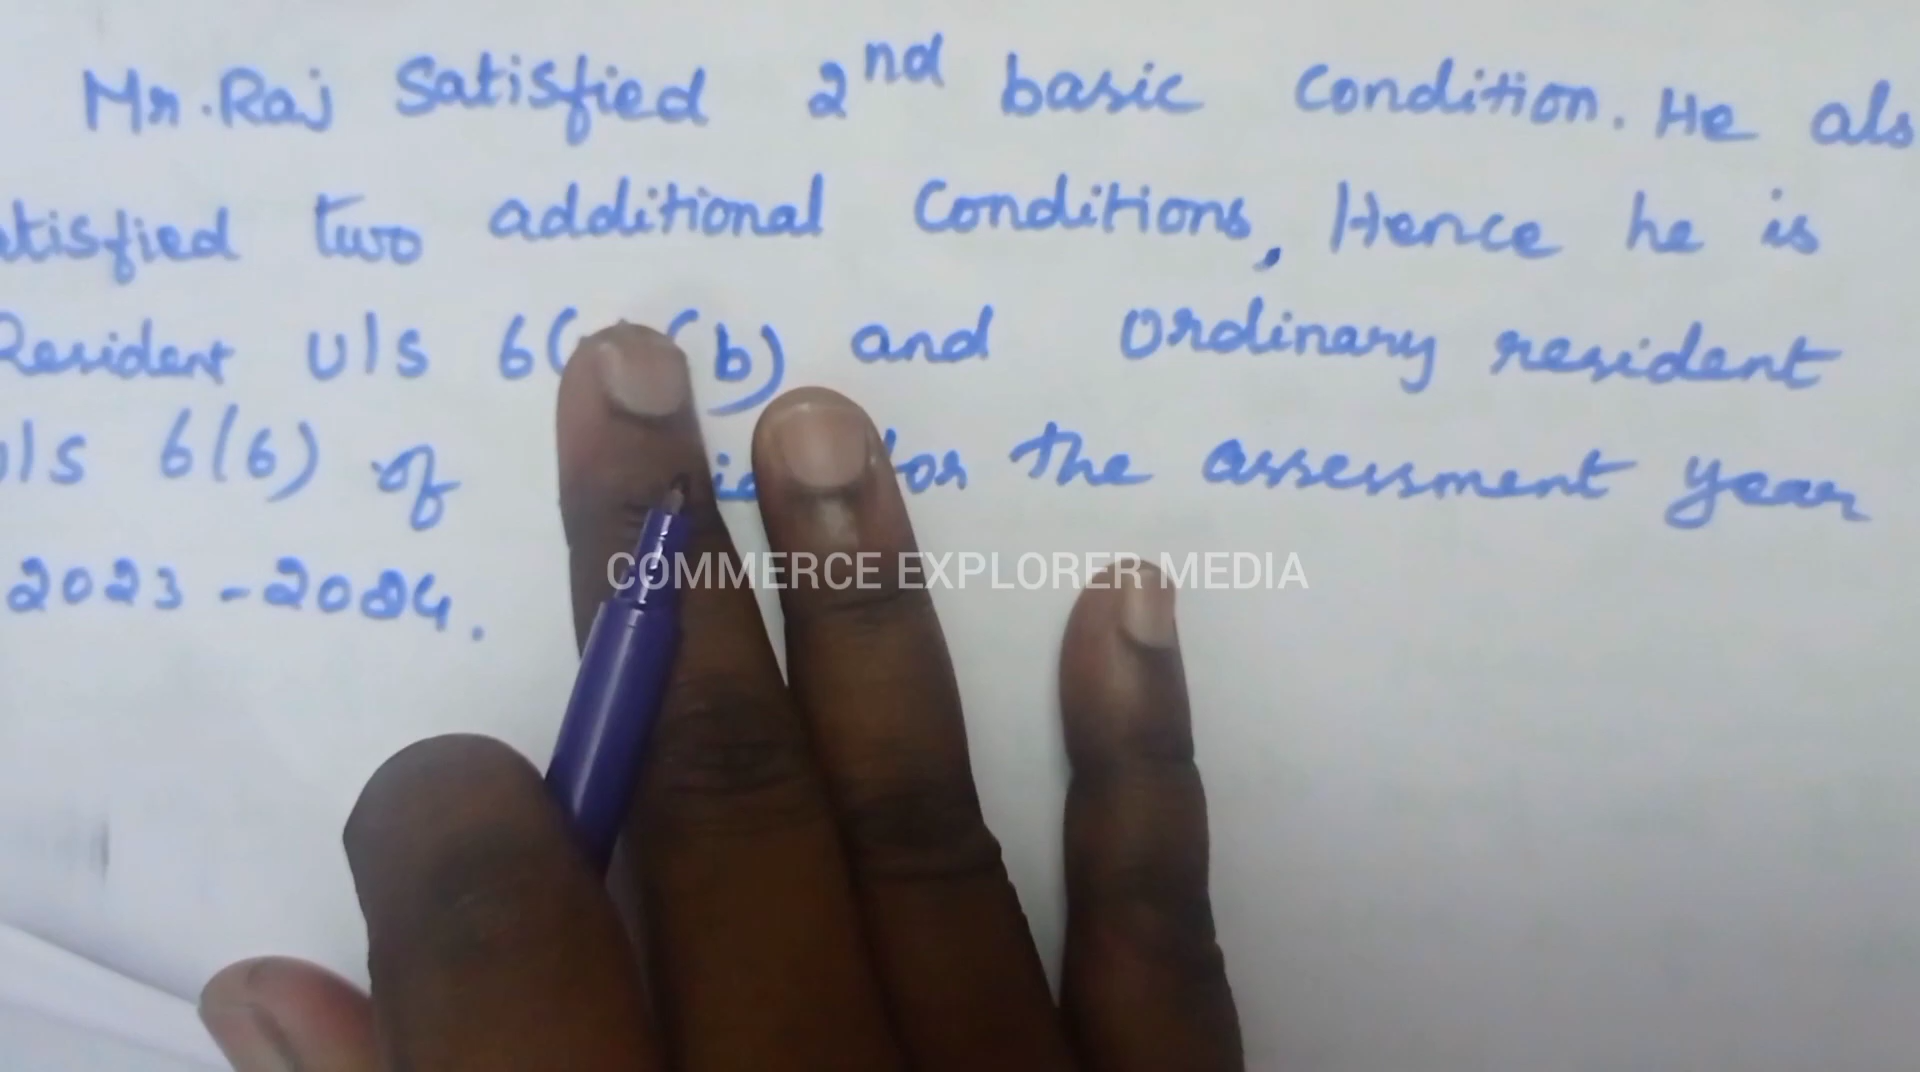 Mr. Raj Satisfied 2nd basic Condition. He als
atisfied two additional Conditions, Hence he is
Resident U/S 6( (b) and Ordinary resident
U/S 6(6) of for the assessment year
2023-2024.
COMMERCE EXPLORER MEDIA